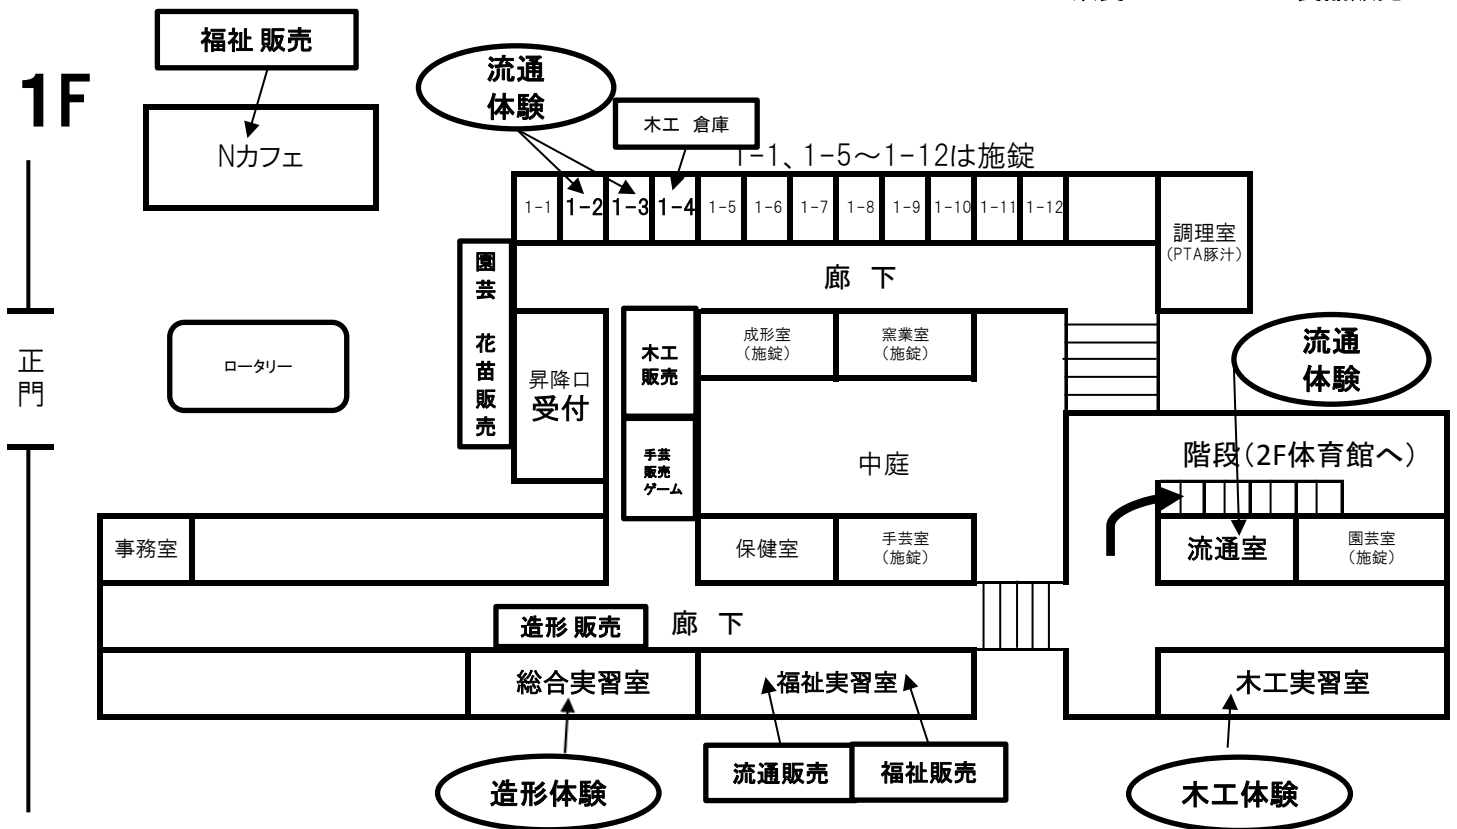 福祉 販売
1F
流通
体験
木工 倉庫
Nカフェ
1-1、1-5～1-12は施錠
1-1
1-2
1-3
1-4
1-5
1-6
1-7
1-8
1-9
1-10
1-11
1-12
調理室
(PTA豚汁)
廊 下
園芸 花苗販売
正門
ロータリー
昇降口
受付
木工
販売
成形室
(施錠)
窯業室
(施錠)
流通
体験
手芸
販売
ゲーム
中庭
階段(2F体育館へ)
事務室
保健室
手芸室
(施錠)
流通室
園芸室
(施錠)
造形 販売
廊 下
総合実習室
福祉実習室
木工実習室
造形体験
流通販売
福祉販売
木工体験